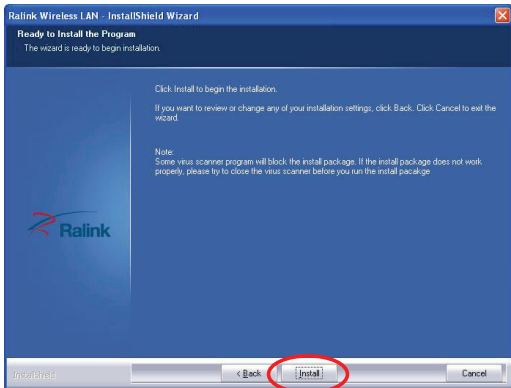 Ralink Wireless LAN - InstallShield Wizard
Ready to Install the Program
The wizard is ready to begin installation.
Click Install to begin the installation.
If you want to review or change any of your installation settings, click Back. Click Cancel to exit the
wizard.
Note:
Some virus scanner program will block the install package. If the install package does not work
properly, please try to close the virus scanner before you run the install pacakge
Ralink
InstallShield
< Back
Install
Cancel